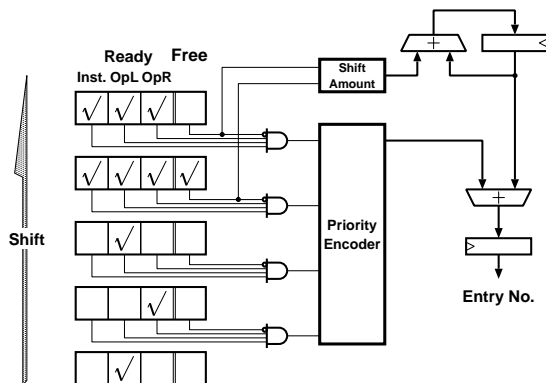 Ready Free
Inst. OpL OpR
Shift
Amount
+
√ √ √
√ √ √ √
Priority
Encoder
+
Shift
√
Entry No.
√
√